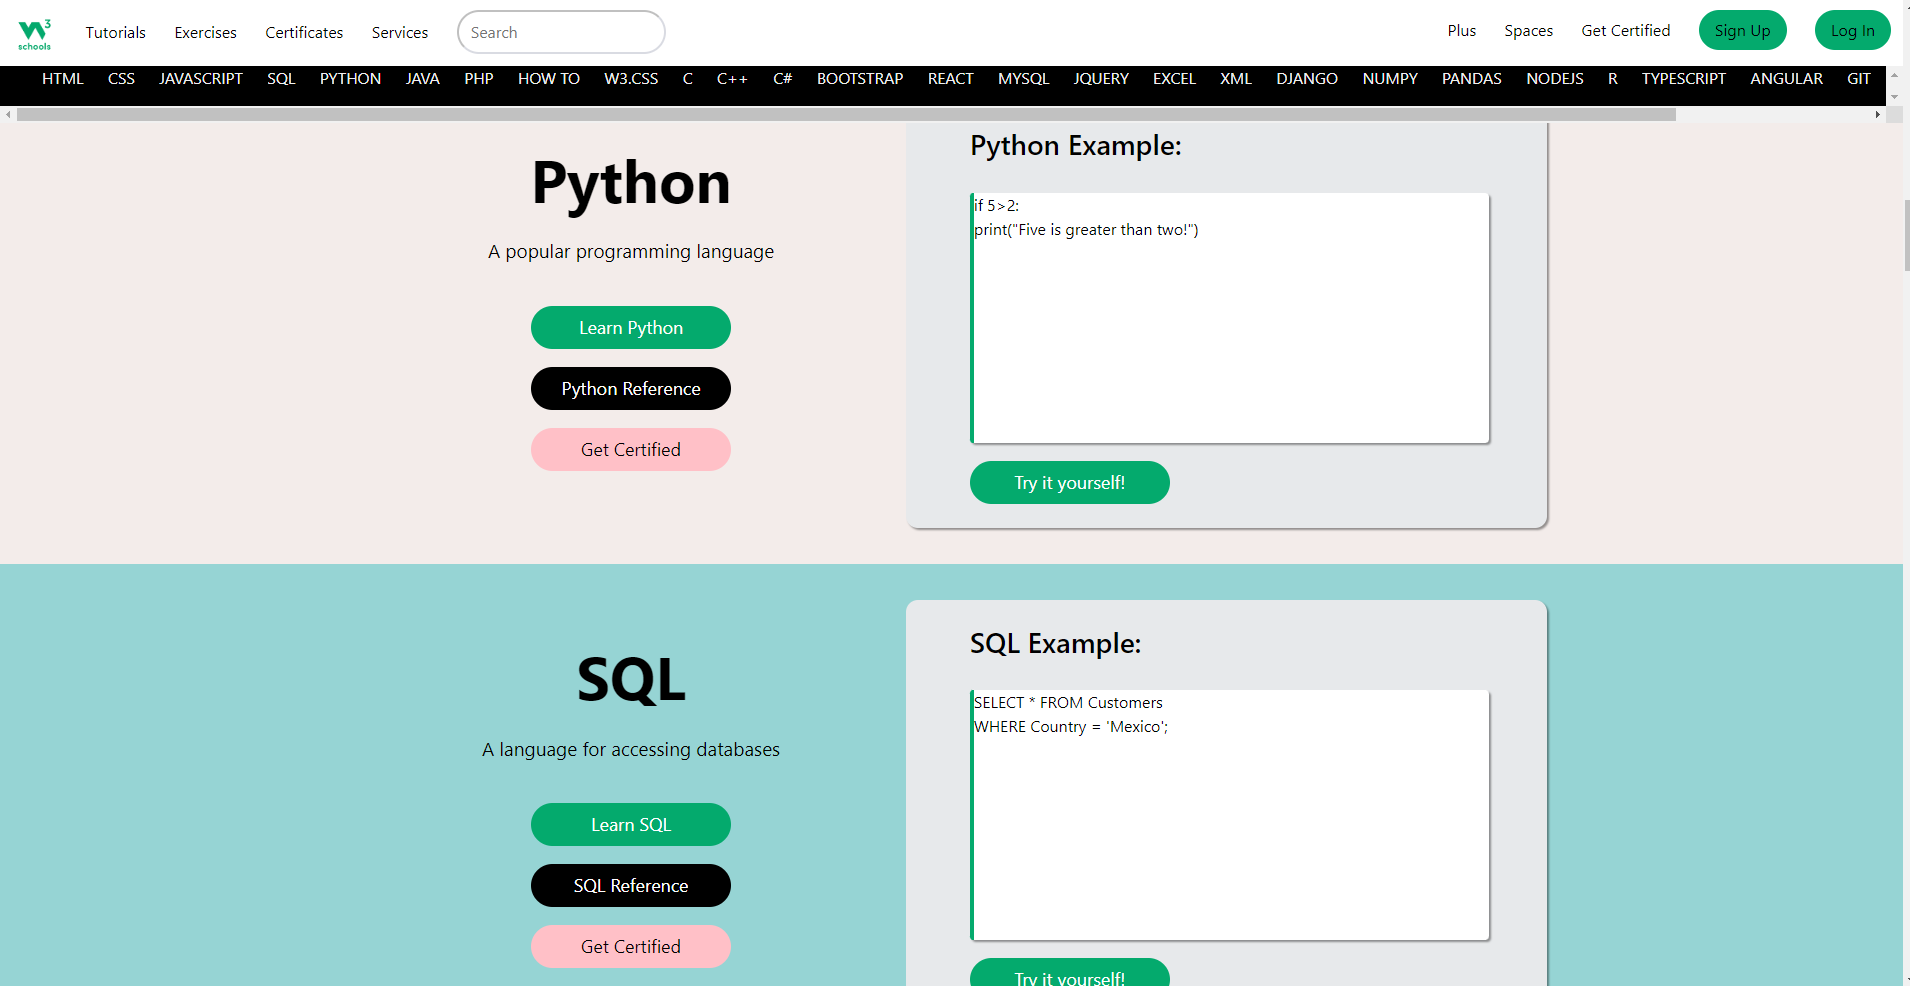 W3
schools
Tutorials Exercises Certificates Services Search Plus Spaces Get Certified Sign Up Log In
HTML CSS JAVASCRIPT SQL PYTHON JAVA PHP HOW TO W3.CSS C C++ C# BOOTSTRAP REACT MYSQL JQUERY EXCEL XML DJANGO NUMPY PANDAS NODEJS R TYPESCRIPT ANGULAR GIT
Python
A popular programming language
Learn Python
Python Reference
Get Certified
Python Example:
if 5>2:
print("Five is greater than two!")
Try it yourself!
SQL
A language for accessing databases
Learn SQL
SQL Reference
Get Certified
SQL Example:
SELECT * FROM Customers
WHERE Country = 'Mexico';
Try it yourself!